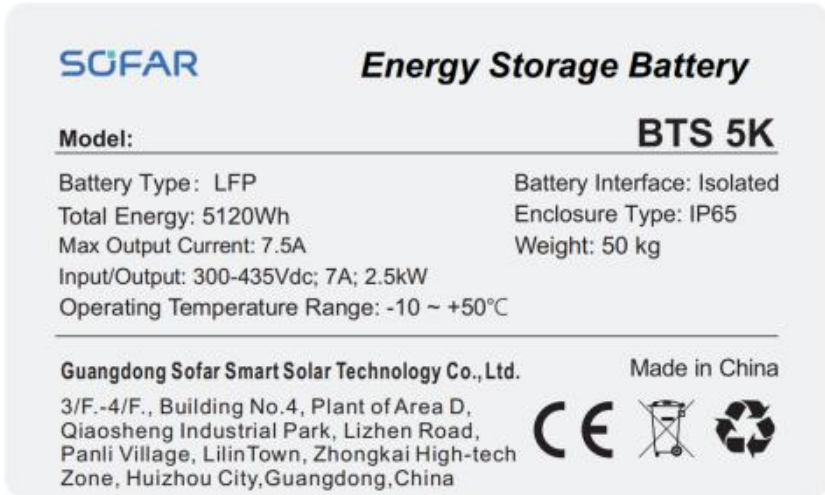 SOFAR Energy Storage Battery
Model: BTS 5K
Battery Type: LFP Battery Interface: Isolated
Total Energy: 5120Wh Enclosure Type: IP65
Max Output Current: 7.5A Weight: 50 kg
Input/Output: 300-435Vdc; 7A; 2.5kW
Operating Temperature Range: -10 ~ +50℃
Guangdong Sofar Smart Solar Technology Co., Ltd. Made in China
3/F.-4/F., Building No.4, Plant of Area D,
Qiaosheng Industrial Park, Lizhen Road,
Panli Village, LilinTown, Zhongkai High-tech
Zone, Huizhou City,Guangdong,China
CE